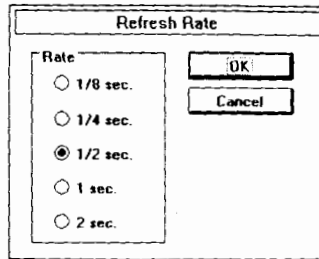 Refresh Rate
Rate
1/8 sec.
1/4 sec.
1/2 sec.
1 sec.
2 sec.
OK
Cancel